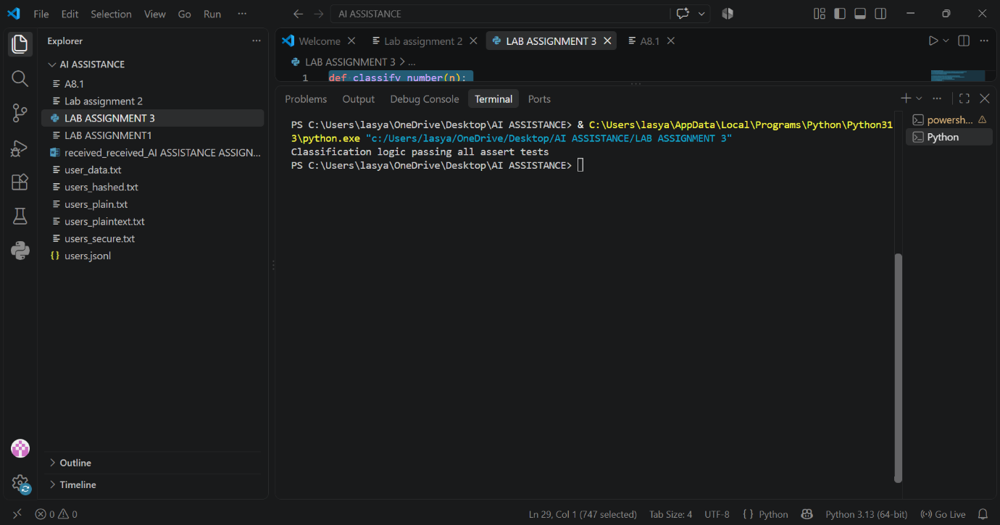 File Edit Selection View Go Run ··· AI ASSISTANCE
Explorer ···
AI ASSISTANCE
A8.1
Lab assignment 2
LAB ASSIGNMENT 3
LAB ASSIGNMENT1
received_received_AI ASSISTANCE ASSIGN...
user_data.txt
users_hashed.txt
users_plain.txt
users_plaintext.txt
users_secure.txt
{} users.jsonl
Outline
Timeline
Welcome Lab assignment 2 LAB ASSIGNMENT 3 A8.1
LAB ASSIGNMENT 3 > ...
1 def classify_number(n):
Problems Output Debug Console Terminal Ports
PS C:\Users\lasya\OneDrive\Desktop\AI ASSISTANCE> & C:\Users\lasya\AppData\Local\Programs\Python\Python31
3\python.exe "c:/Users/lasya/OneDrive/Desktop/AI ASSISTANCE/LAB ASSIGNMENT 3"
Classification logic passing all assert tests
PS C:\Users\lasya\OneDrive\Desktop\AI ASSISTANCE>
powersh...
Python
0 0 Ln 29, Col 1 (747 selected) Tab Size: 4 UTF-8 {} Python Python 3.13 (64-bit) Go Live